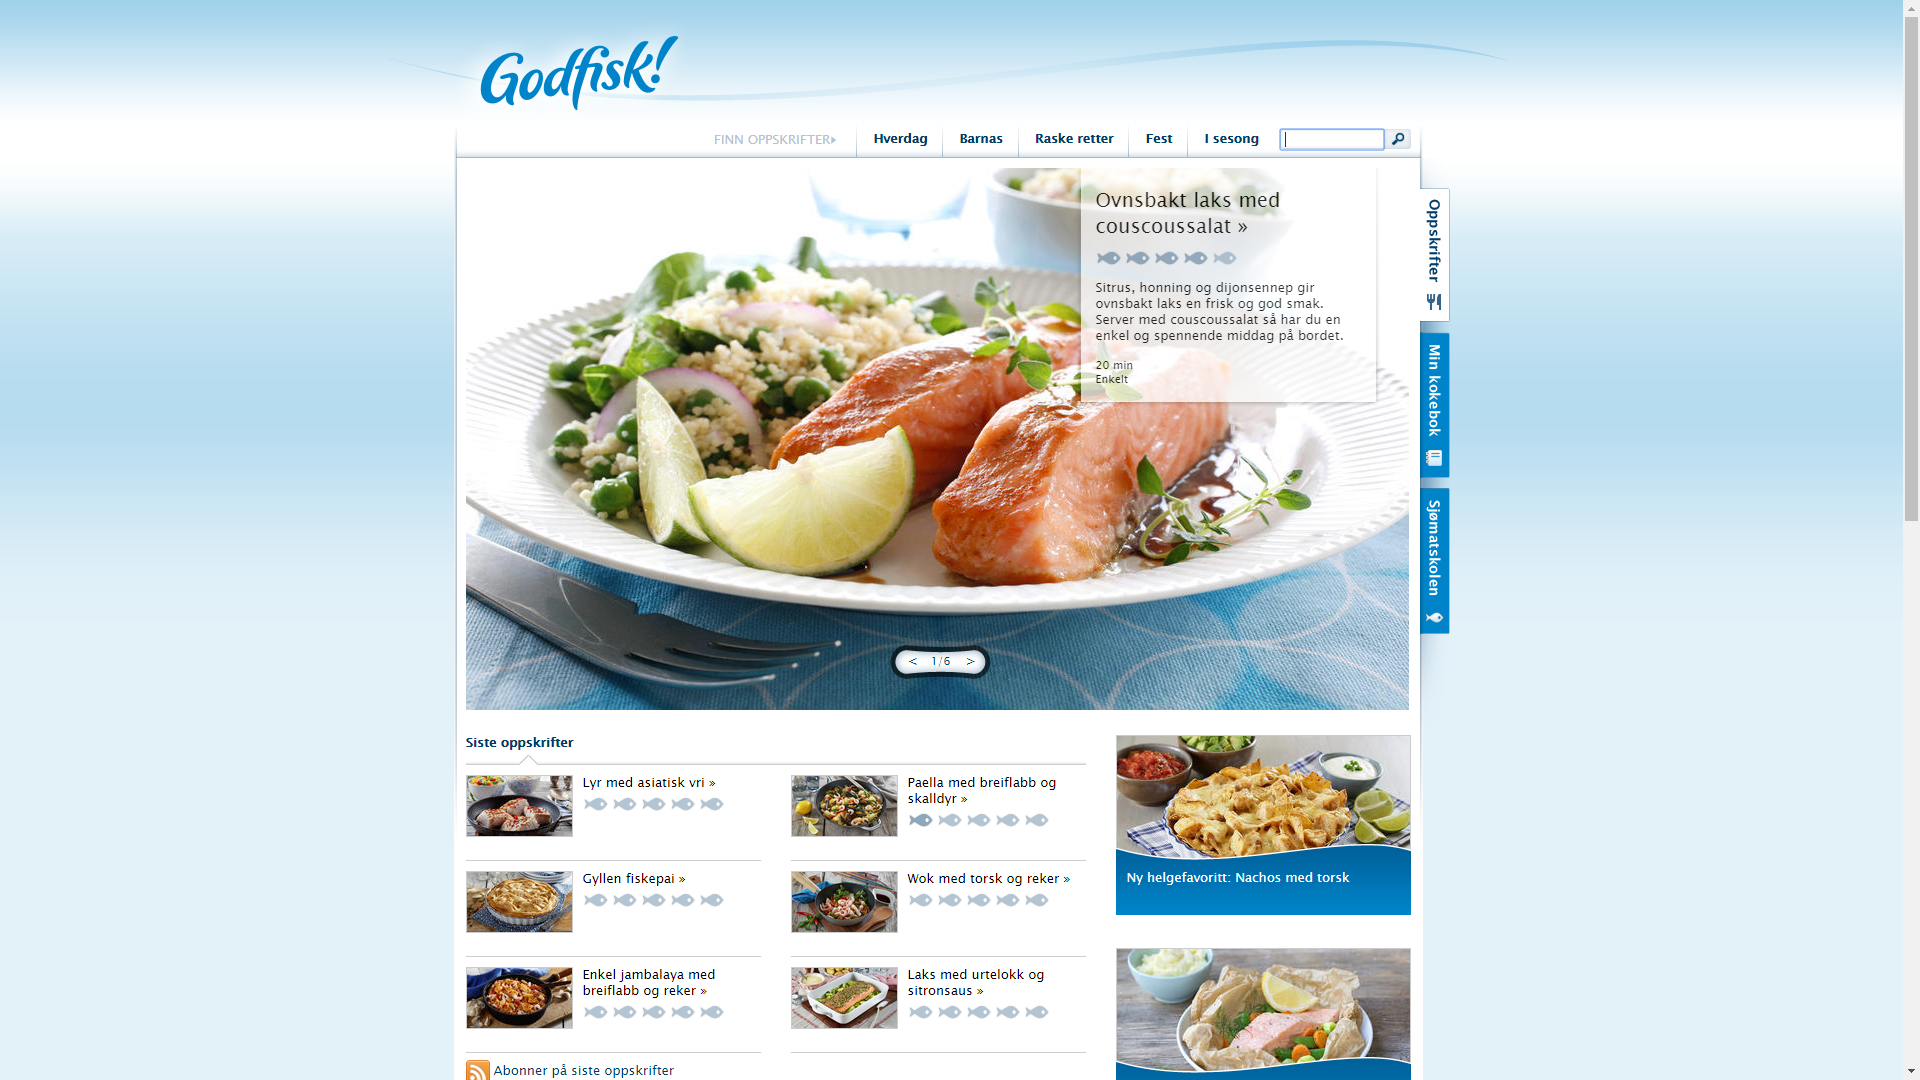 Godfisk!
FINN OPPSKRIFTER
Hverdag
Barnas
Raske retter
Fest
I sesong
Ovnsbakt laks med
couscoussalat »
Sitrus, honning og dijonsennep gir
ovnsbakt laks en frisk og god smak.
Server med couscoussalat så har du en
enkel og spennende middag på bordet.
20 min
Enkelt
Oppskrifter
Min kokebok
Sjømatskolen
< 1/6 >
Siste oppskrifter
Lyr med asiatisk vri »
Paella med breiflabb og
skalldyr »
Gyllen fiskepai »
Wok med torsk og reker »
Enkel jambalaya med
breiflabb og reker »
Laks med urtelokk og
sitronsaus »
Abonner på siste oppskrifter
Ny helgefavoritt: Nachos med torsk